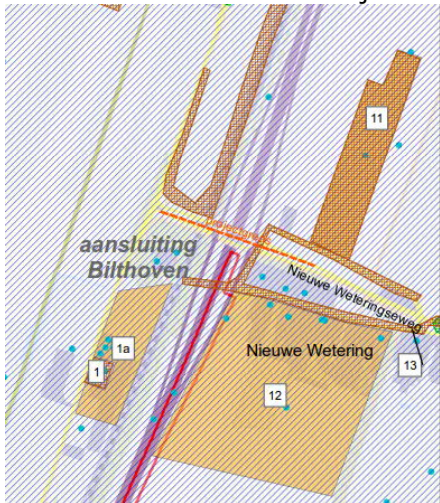 11
aansluiting
Bilthoven
Nieuwe Weteringseweg
1a
1
Nieuwe Wetering
12
13